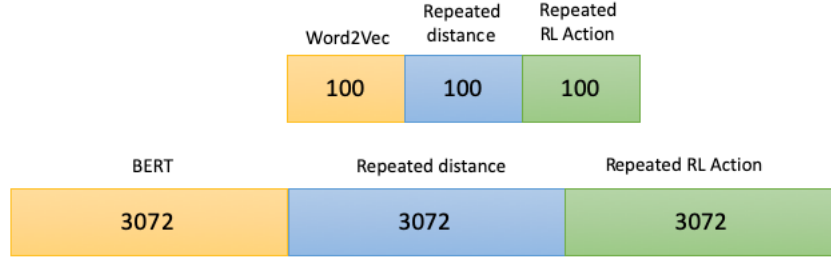 Word2Vec
Repeated
distance
Repeated
RL Action
100
100
100
BERT
Repeated distance
Repeated RL Action
3072
3072
3072